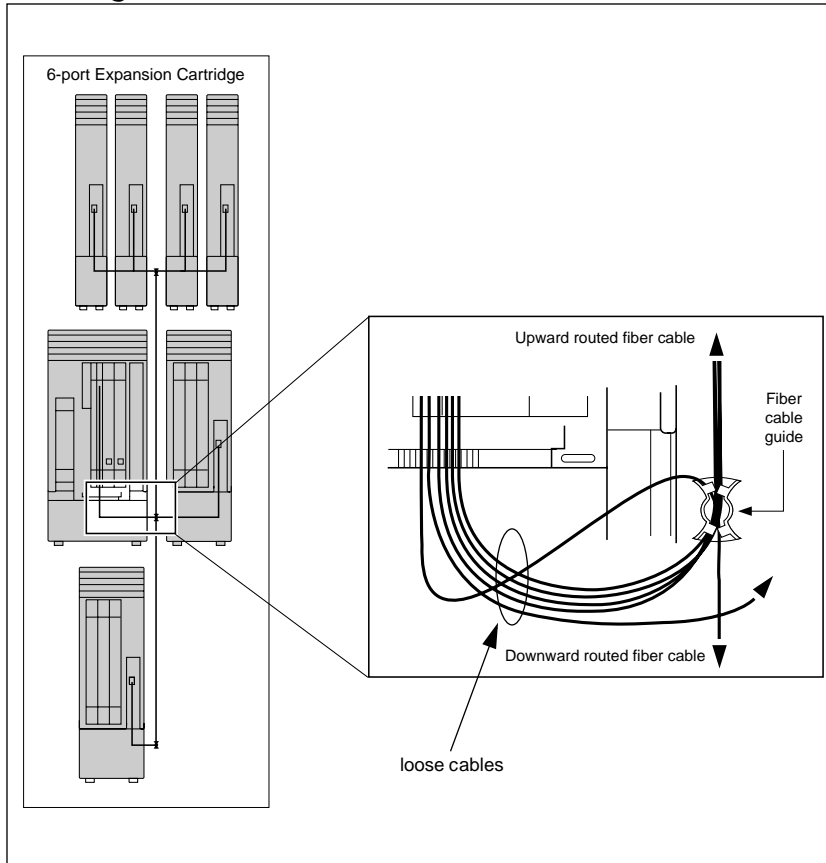 6-port Expansion Cartridge
Upward routed fiber cable
Fiber
cable
guide
Downward routed fiber cable
loose cables